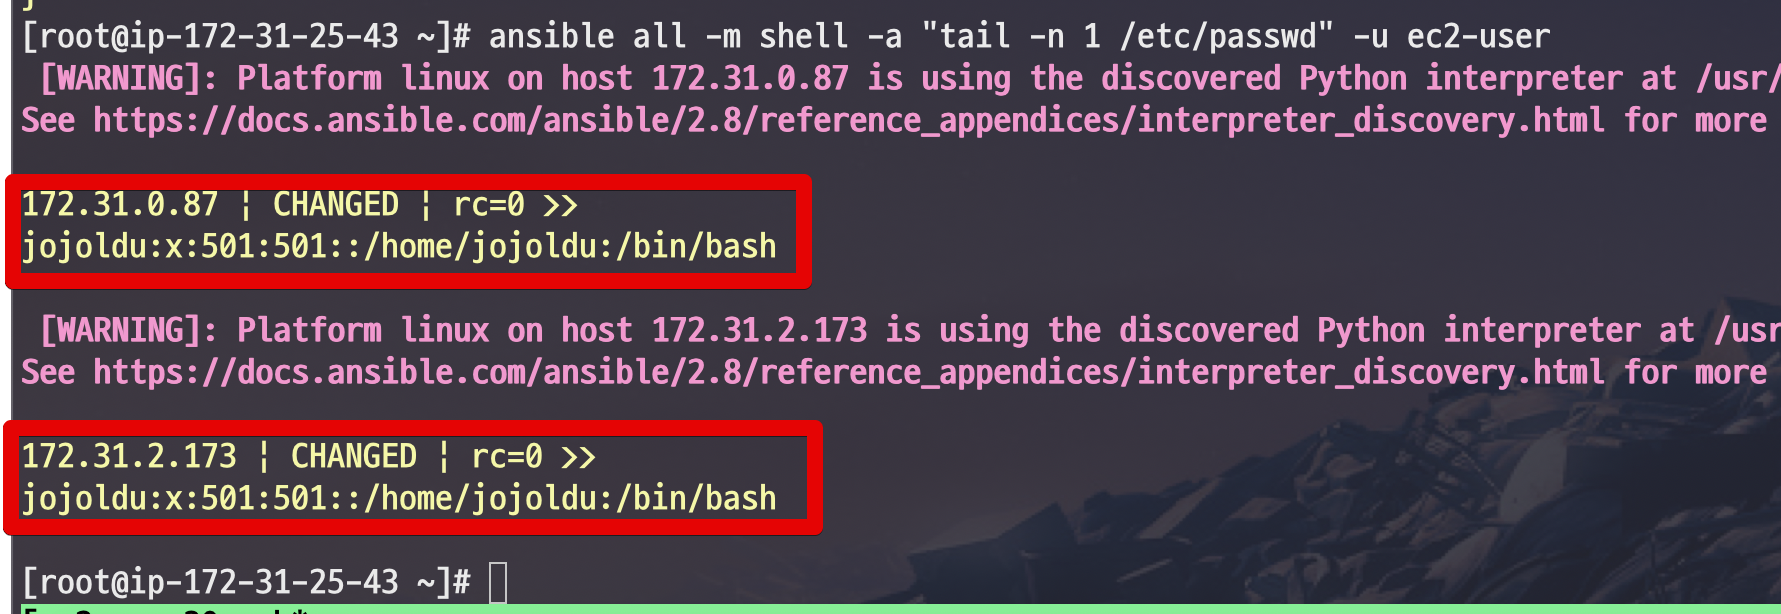 [root@ip-172-31-25-43 ~]# ansible all -m shell -a "tail -n 1 /etc/passwd" -u ec2-user
[WARNING]: Platform linux on host 172.31.0.87 is using the discovered Python interpreter at /usr/
See https://docs.ansible.com/ansible/2.8/reference_appendices/interpreter_discovery.html for more
172.31.0.87 | CHANGED | rc=0 >>
jojoldu:x:501:501::/home/jojoldu:/bin/bash
[WARNING]: Platform linux on host 172.31.2.173 is using the discovered Python interpreter at /usr
See https://docs.ansible.com/ansible/2.8/reference_appendices/interpreter_discovery.html for more
172.31.2.173 | CHANGED | rc=0 >>
jojoldu:x:501:501::/home/jojoldu:/bin/bash
[root@ip-172-31-25-43 ~]#